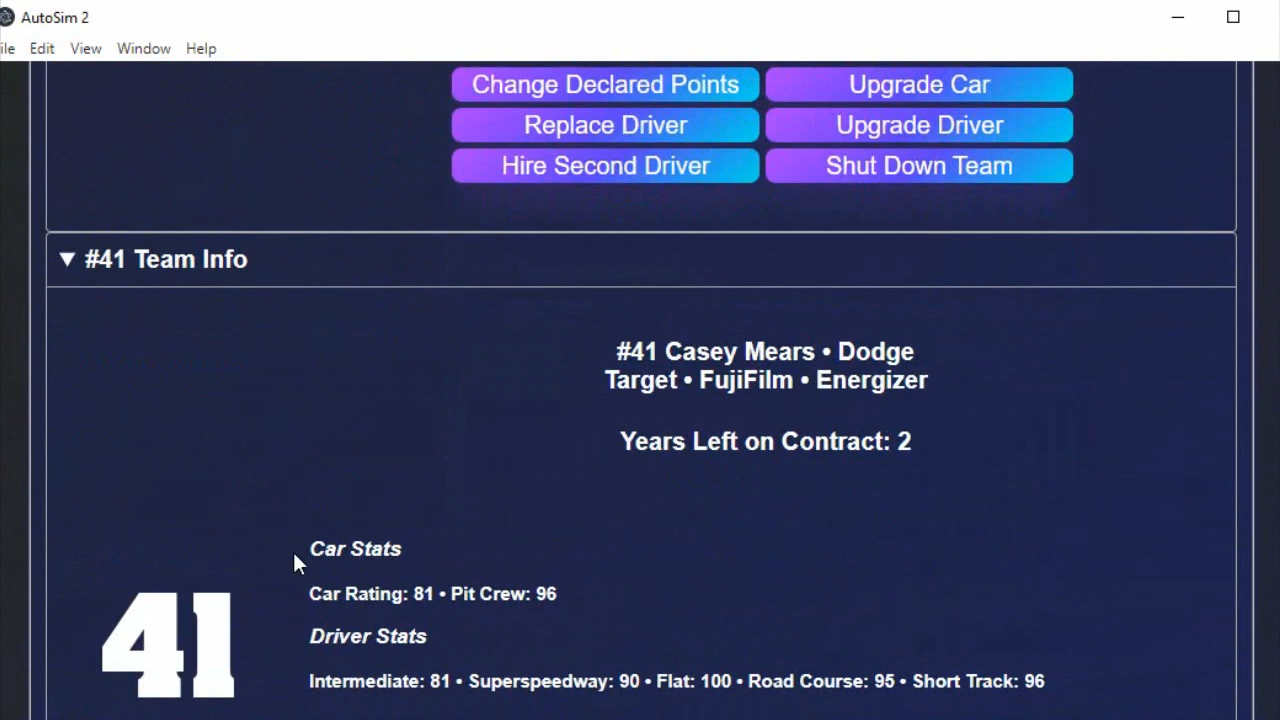 AutoSim 2
ile Edit View Window Help
Change Declared Points Upgrade Car
Replace Driver Upgrade Driver
Hire Second Driver Shut Down Team
▼ #41 Team Info
#41 Casey Mears • Dodge
Target • FujiFilm • Energizer
Years Left on Contract: 2
Car Stats
Car Rating: 81 • Pit Crew: 96
41
Driver Stats
Intermediate: 81 • Superspeedway: 90 • Flat: 100 • Road Course: 95 • Short Track: 96